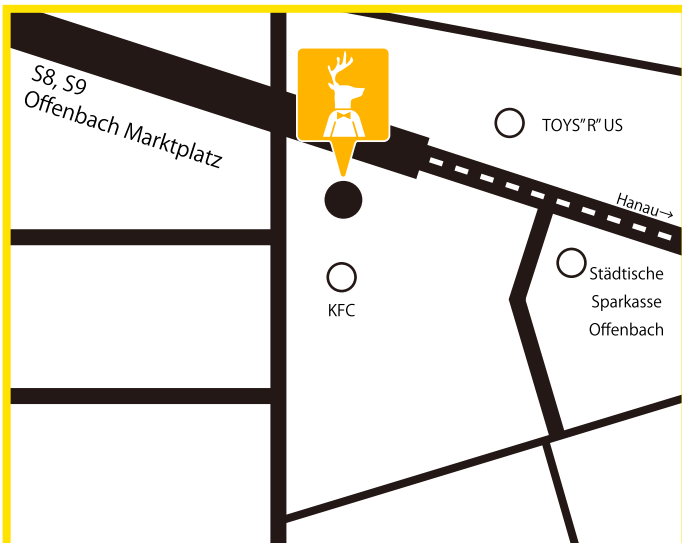 S8, S9
Offenbach Marktplatz
TOYS”R”US
Hanau→
Städtische
Sparkasse
Offenbach
KFC